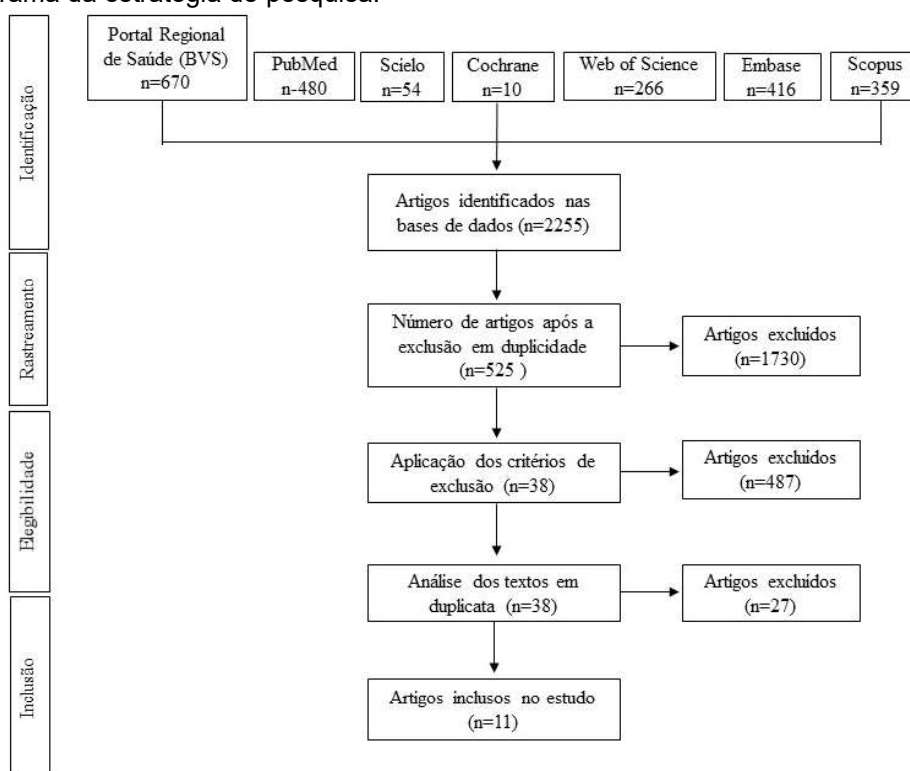 rama da estratégia de pesquisa.
Portal Regional
de Saúde (BVS)
n=670
PubMed
n-480
Scielo
n=54
Cochrane
n=10
Web of Science
n=266
Embase
n=416
Scopus
n=359
Identificação
Artigos identificados nas
bases de dados (n=2255)
Rastreamento
Número de artigos após a
exclusão em duplicidade
(n=525 )
Artigos excluídos
(n=1730)
Elegibilidade
Aplicação dos critérios de
exclusão (n=38)
Artigos excluídos
(n=487)
Análise dos textos em
duplicata (n=38)
Artigos excluídos
(n=27)
Inclusão
Artigos inclusos no estudo
(n=11)